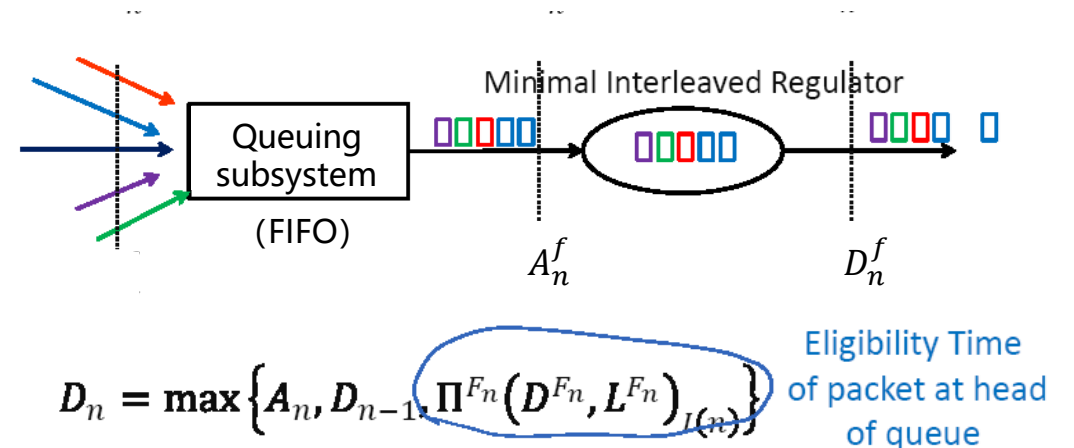 Minimal Interleaved Regulator
Queuing
subsystem
(FIFO)
$A_n^f$
$D_n^f$
$D_n = \max\{A_n, D_{n-1}, \Pi^{F_n}(D^{F_n}, L^{F_n})_{I(n)}\}$
Eligibility Time
of packet at head
of queue